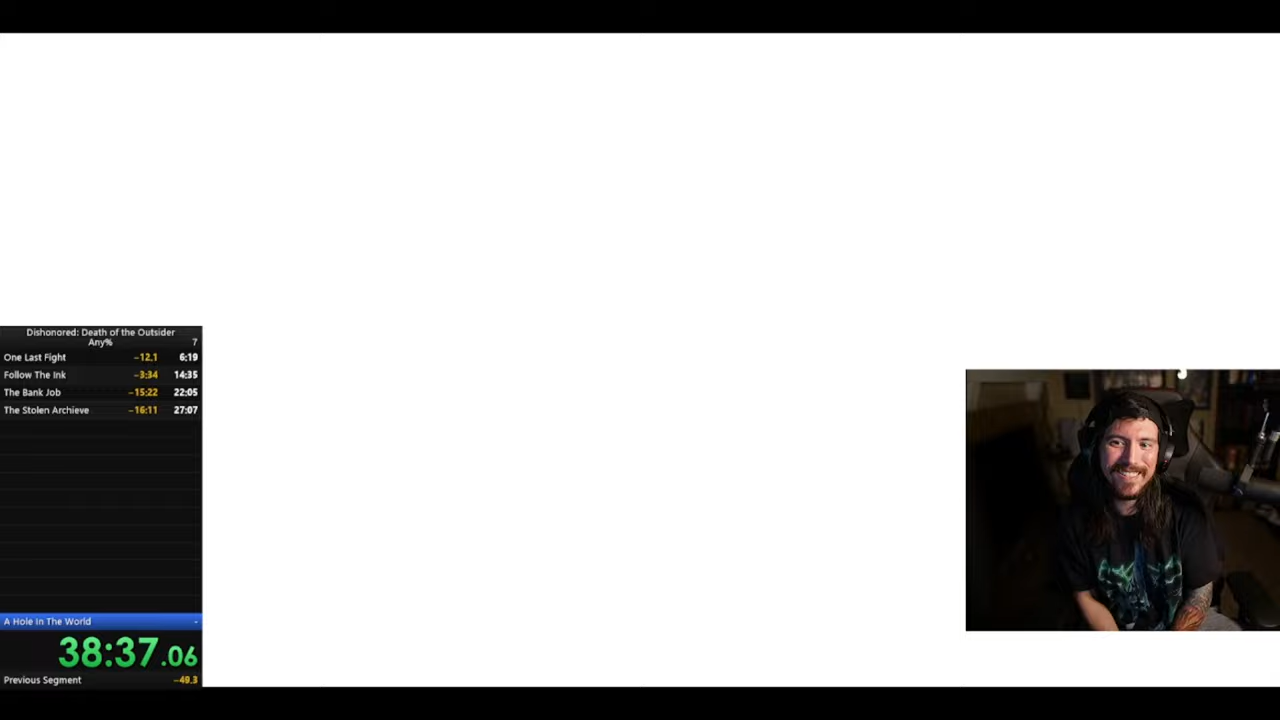 Dishonored: Death of the Outsider
Any% 7
One Last Fight -12.1 6:19
Follow The Ink -3:34 14:35
The Bank Job -15:22 22:05
The Stolen Archieve -16:11 27:07
A Hole In The World -
38:37.06
Previous Segment -49.3